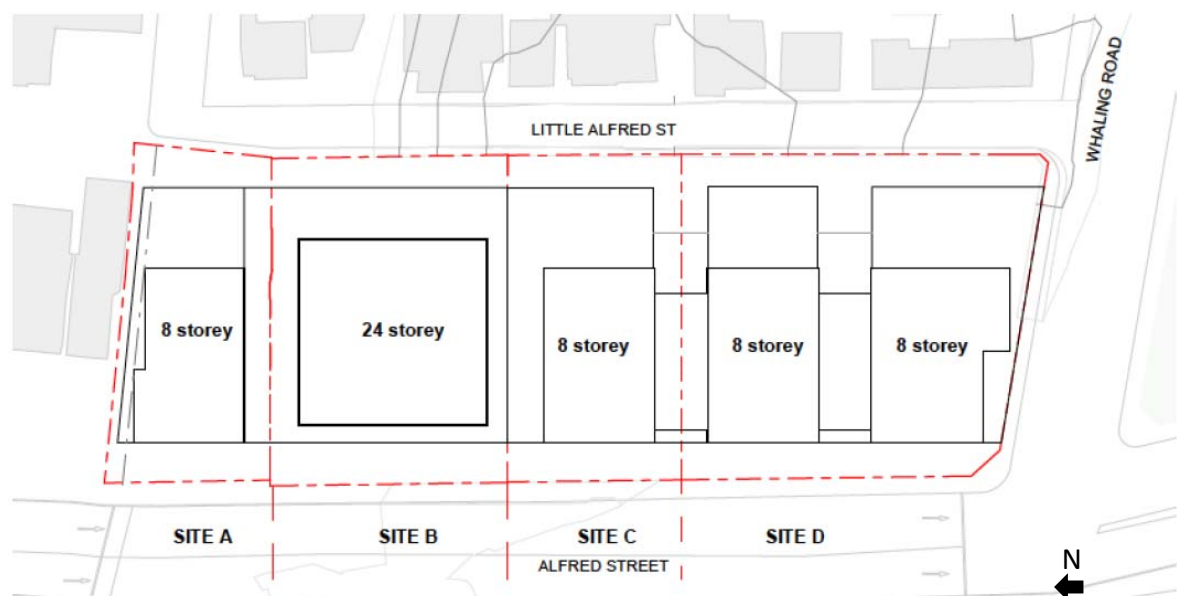 LITTLE ALFRED ST
WHALING ROAD
8 storey
24 storey
8 storey
8 storey
8 storey
SITE A
SITE B
SITE C
SITE D
ALFRED STREET
N